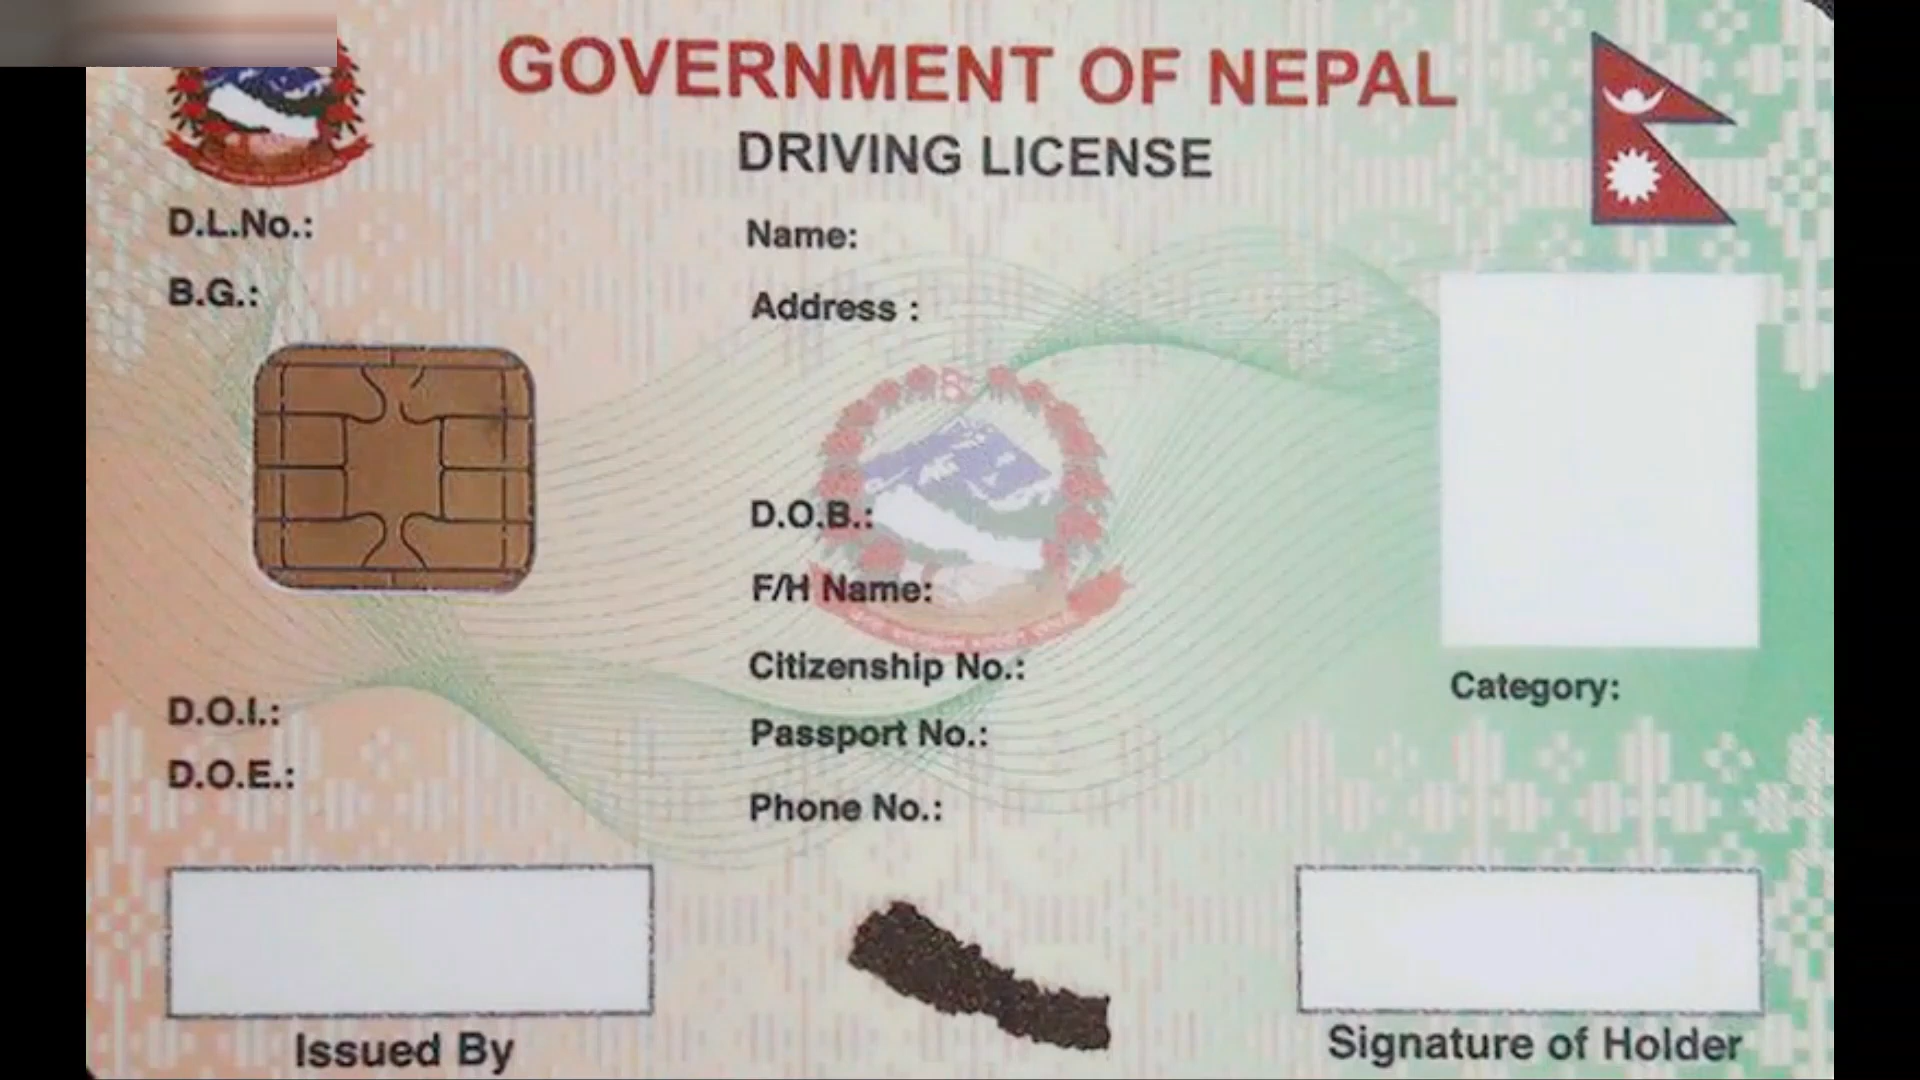 GOVERNMENT OF NEPAL
DRIVING LICENSE
D.L.No.:
B.G.:
Name:
Address :
D.O.B.:
F/H Name:
Citizenship No.:
Passport No.:
Phone No.:
D.O.I.:
D.O.E.:
Category:
Issued By
Signature of Holder